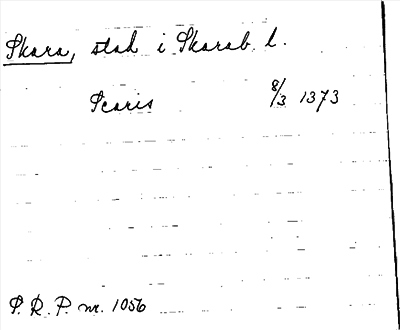 Skara, stad i Skarab. l.
Scaris 8/3 1373
S. R. P. nr. 1056